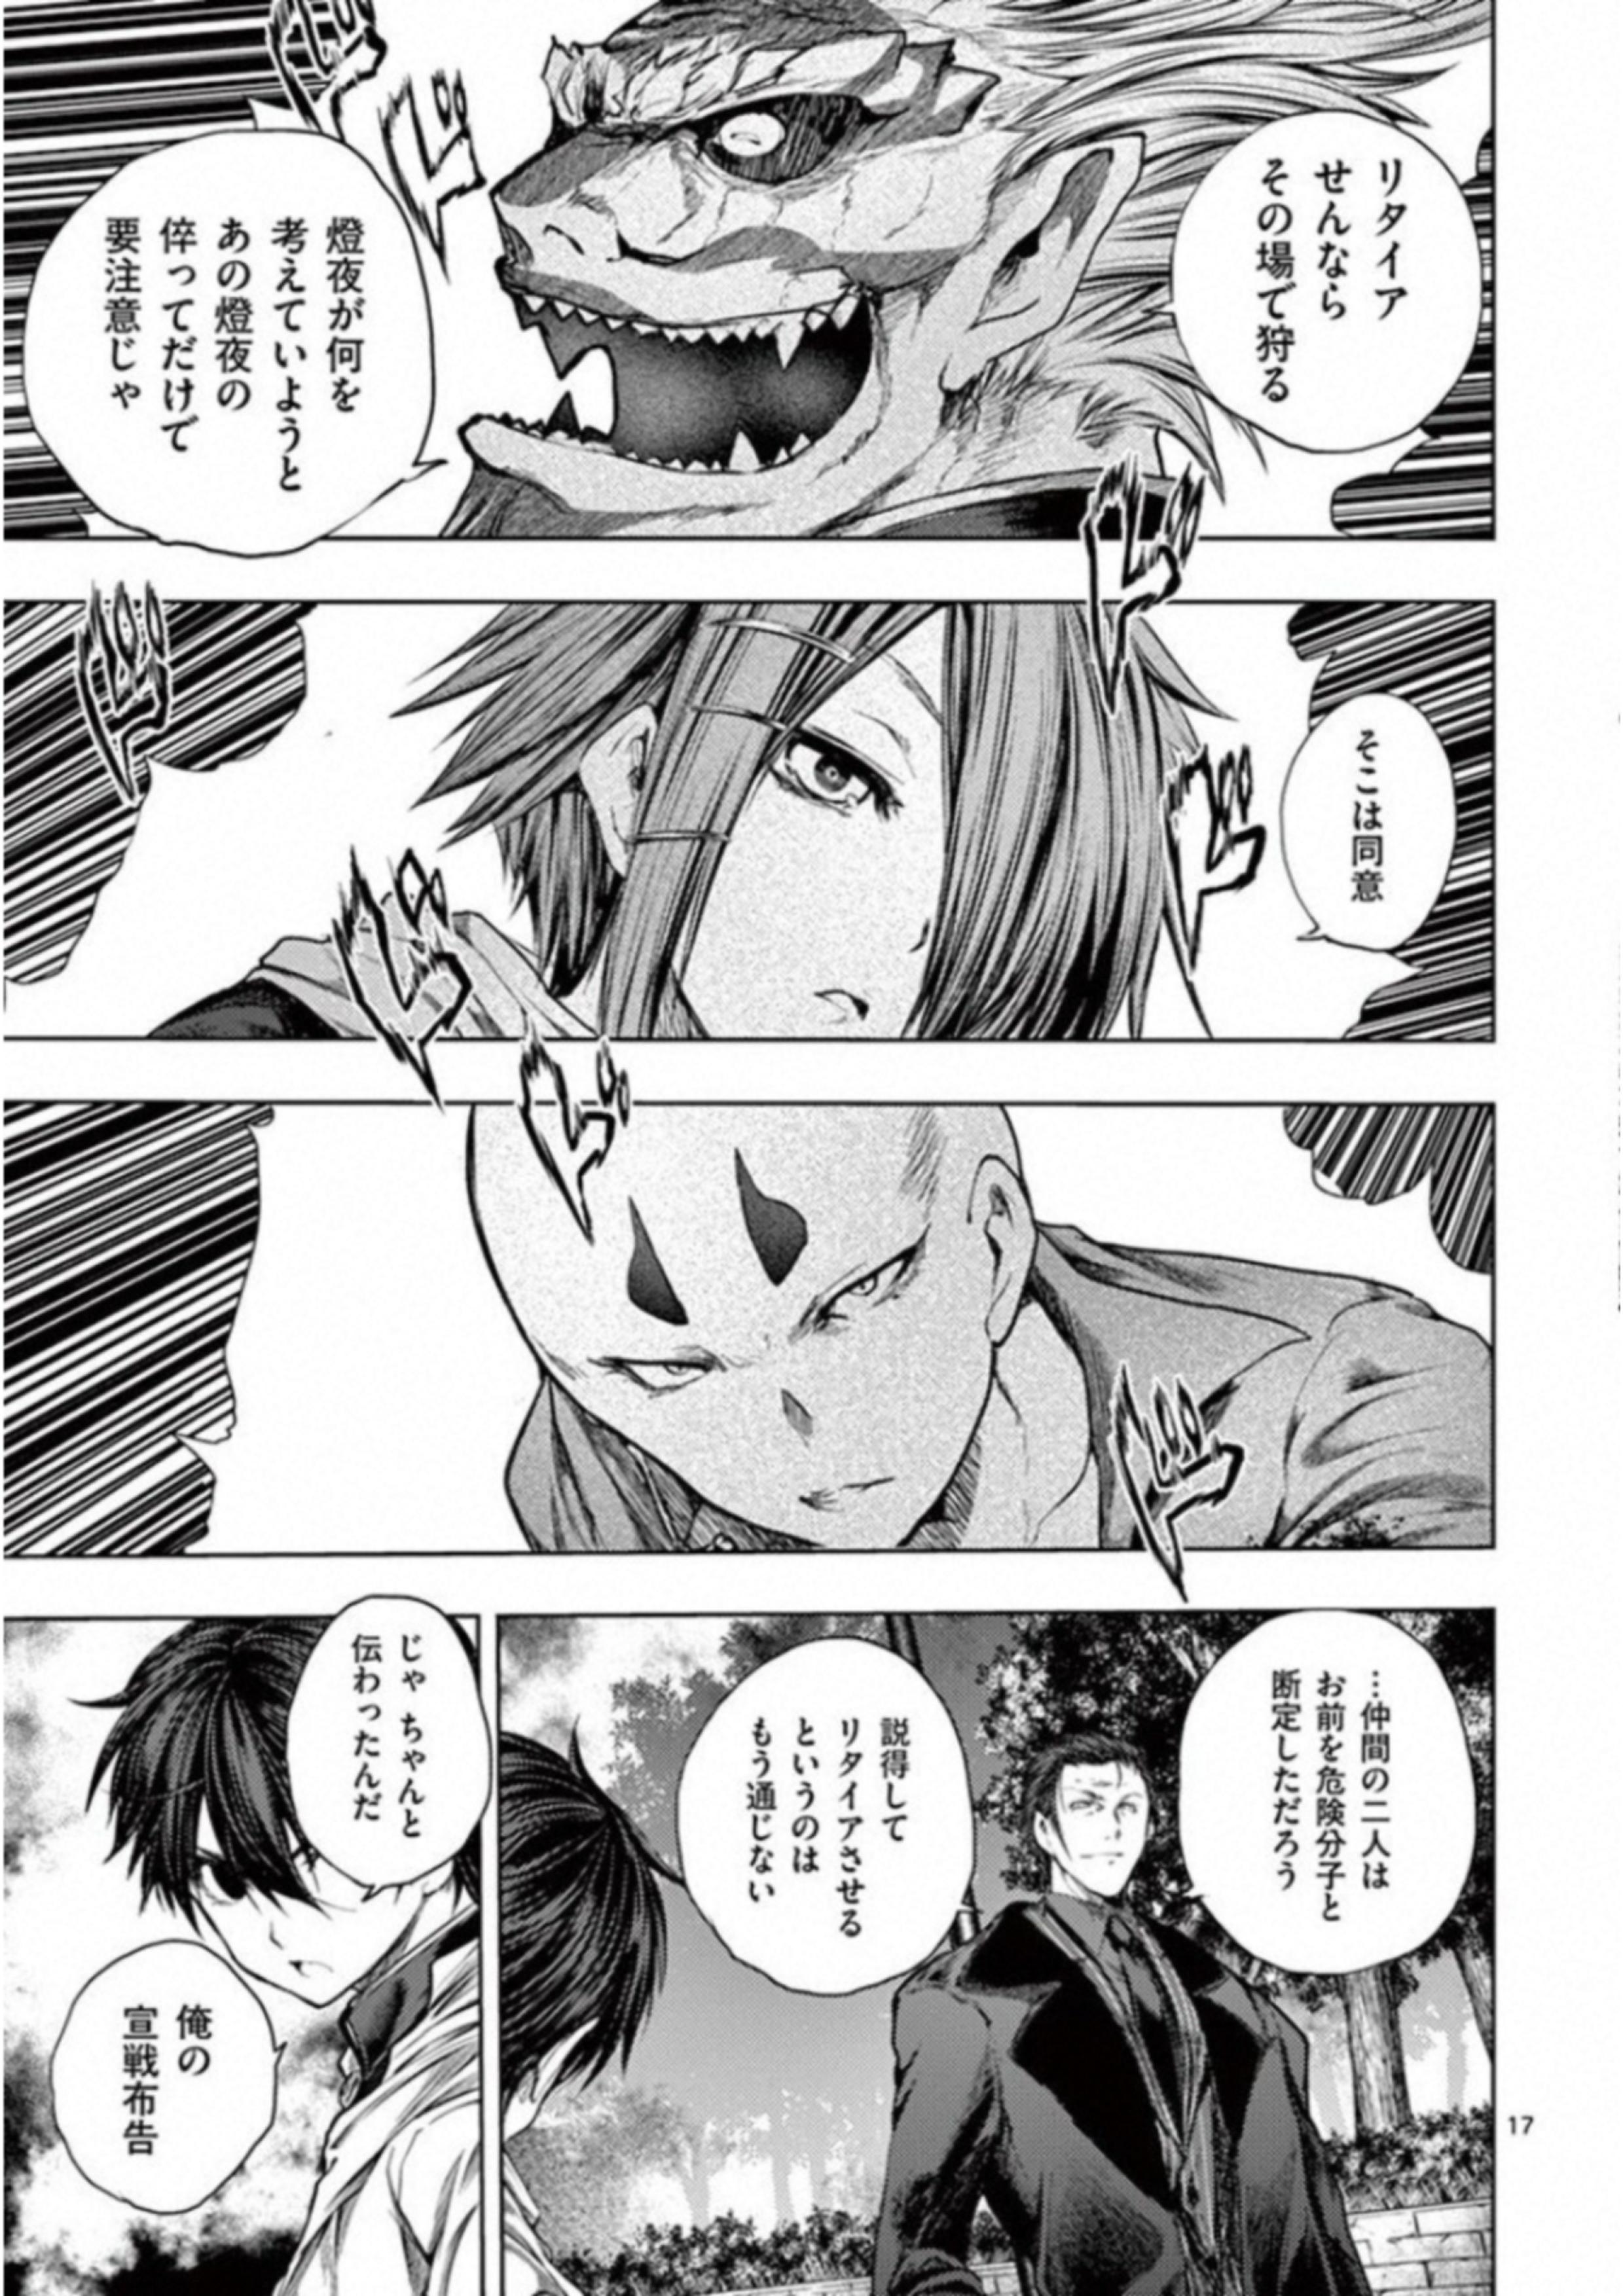 リタイア
せんなら
その場で狩る
燈夜が何を
考えていようと
あの燈夜の
倅ってだけで
要注意じゃ
そこは同意
…仲間の二人は
お前を危険分子と
断定しただろう
説得して
リタイアさせる
というのは
もう通じない
じゃ ちゃんと
伝わったんだ
俺の
宣戦布告
17